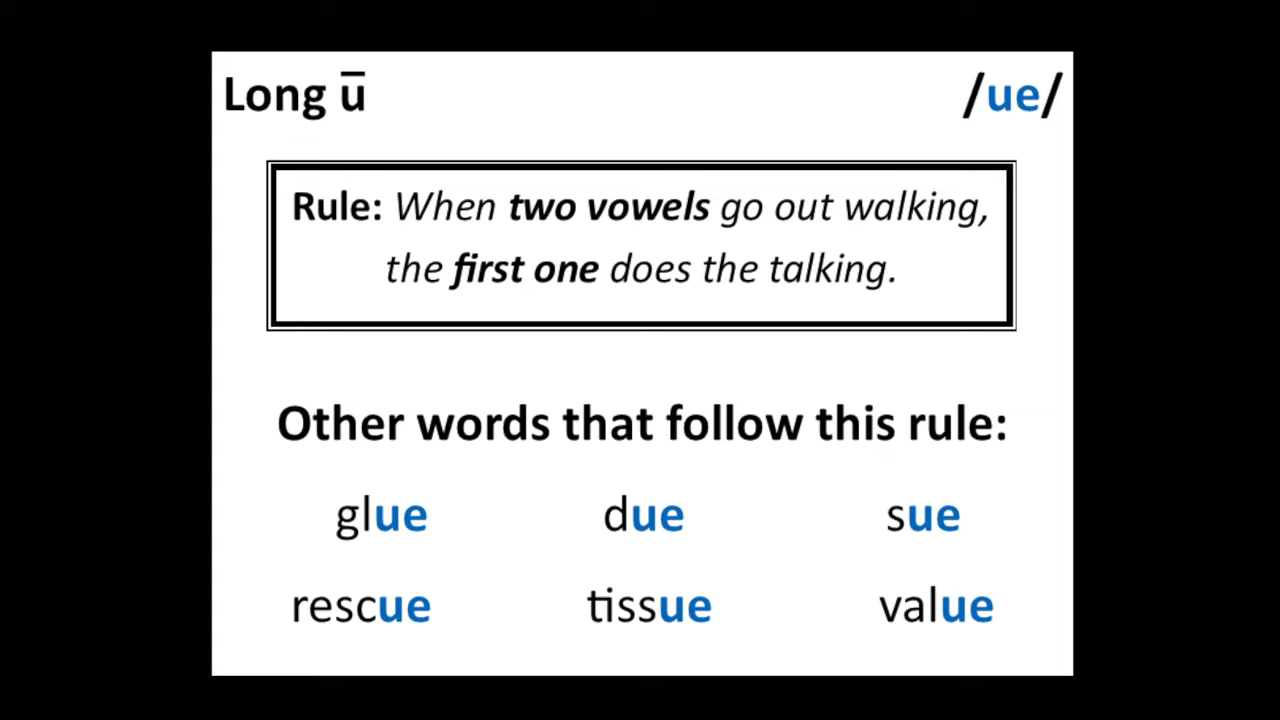 Long ū /ue/
Rule: When two vowels go out walking,
the first one does the talking.
Other words that follow this rule:
glue due sue
rescue tissue value